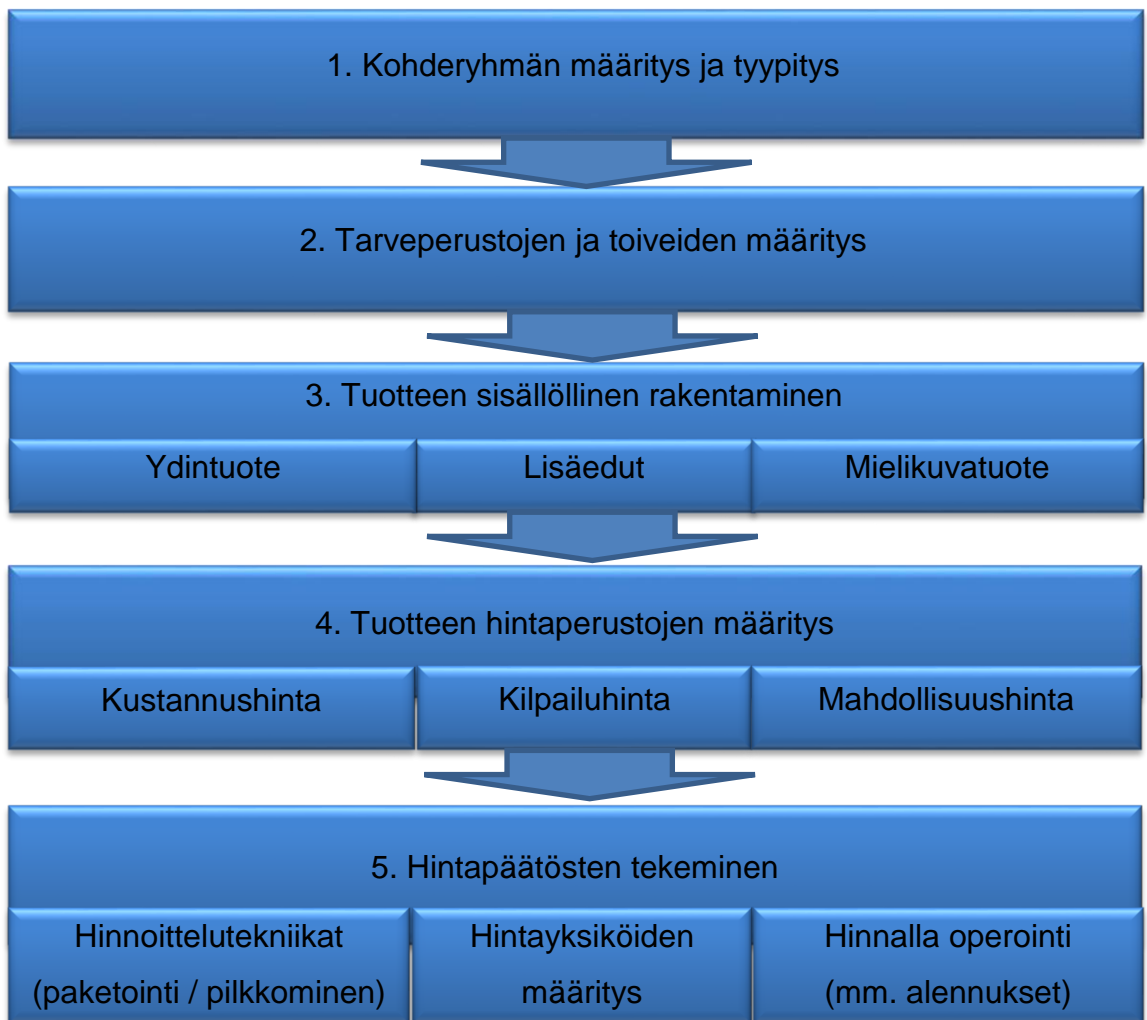 1. Kohderyhmän määritys ja tyypitys
2. Tarveperustojen ja toiveiden määritys
3. Tuotteen sisällöllinen rakentaminen
Ydintuote
Lisäedut
Mielikuvatuote
4. Tuotteen hintaperustojen määritys
Kustannushinta
Kilpailuhinta
Mahdollisuushinta
5. Hintapäätösten tekeminen
Hinnoittelutekniikat
(paketointi / pilkkominen)
Hintayksiköiden
määritys
Hinnalla operointi
(mm. alennukset)